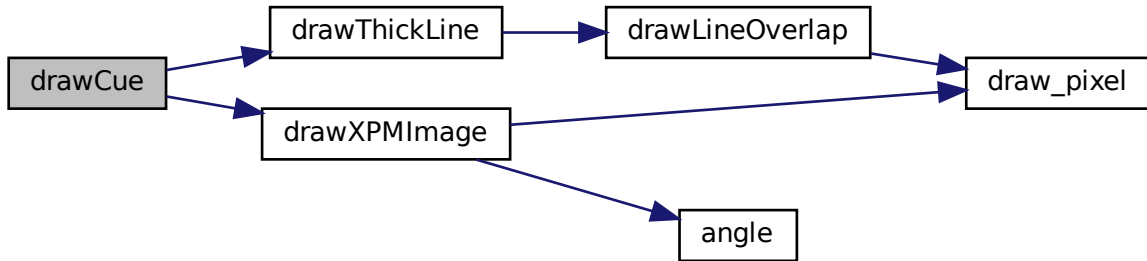 drawCue
drawThickLine
drawLineOverlap
draw_pixel
drawXPMImage
angle